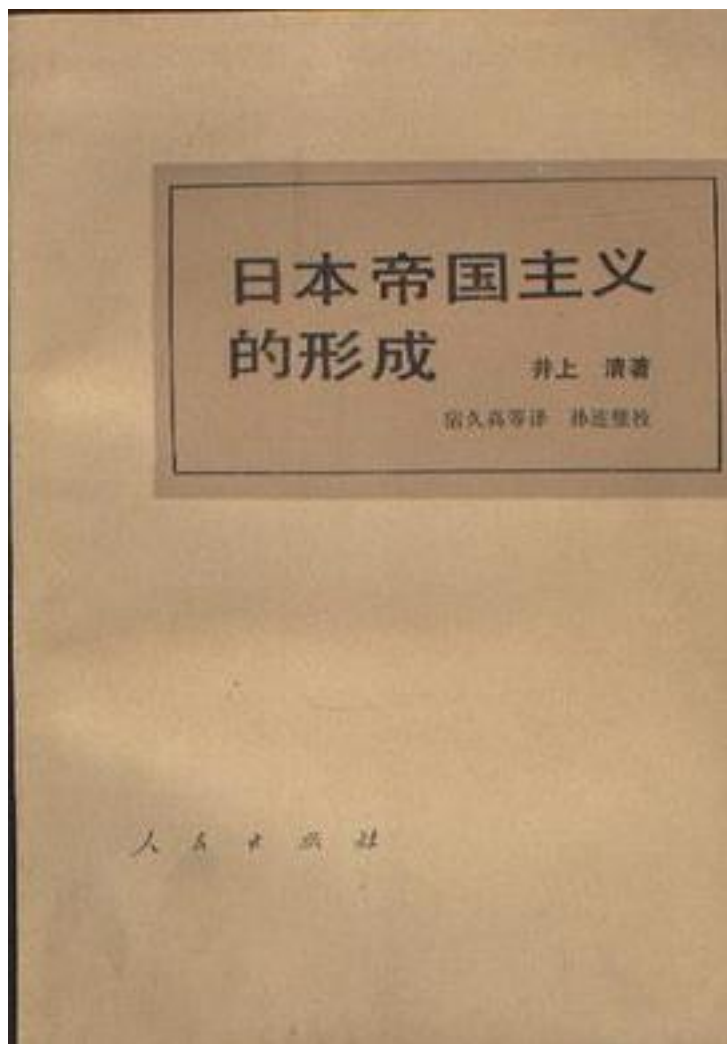 日本帝国主义
的形成 井上 清著
宿久高等译 孙连璧校
人民出版社